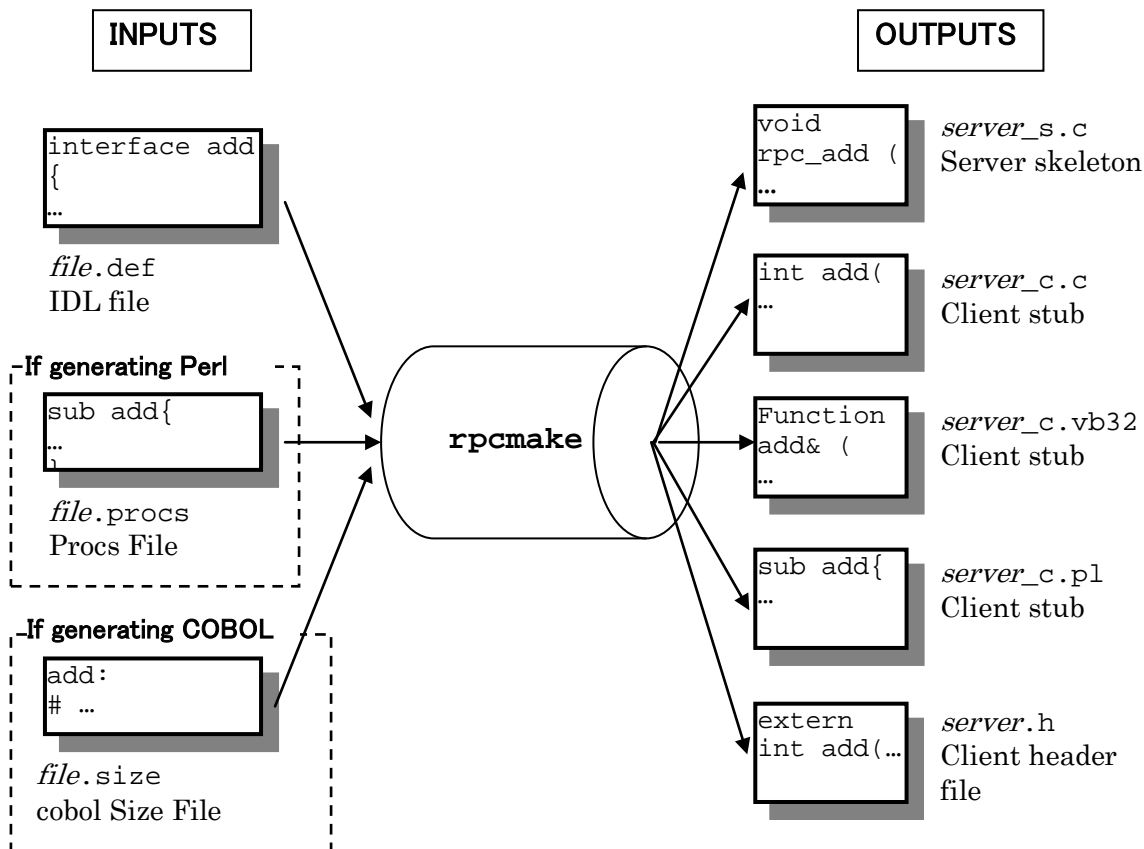 INPUTS
interface add
{
…
file.def
IDL file
If generating Perl
sub add{
…
}
file.procs
Procs File
If generating COBOL
add:
# …
file.size
cobol Size File
rpcmake
OUTPUTS
void
rpc_add (
…
server_s.c
Server skeleton
int add(
…
server_c.c
Client stub
Function
add& (
…
server_c.vb32
Client stub
sub add{
…
server_c.pl
Client stub
extern
int add(…
server.h
Client header
file